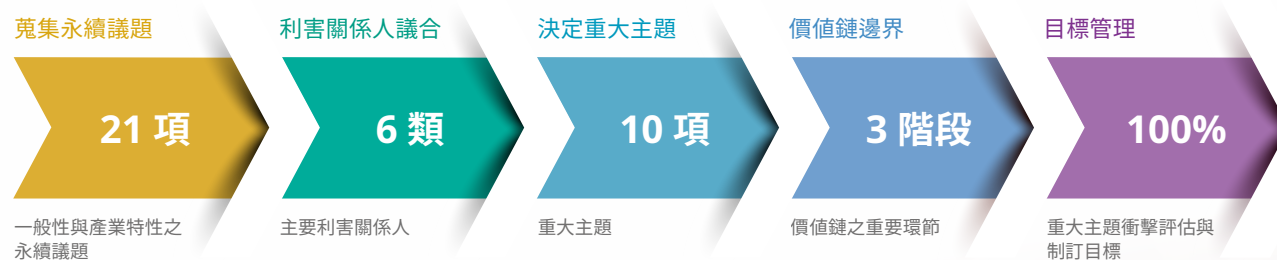 蒐集永續議題
21 項
一般性與產業特性之
永續議題
利害關係人議合
6 類
主要利害關係人
決定重大主題
10 項
重大主題
價值鏈邊界
3 階段
價值鏈之重要環節
目標管理
100%
重大主題衝擊評估與
制訂目標